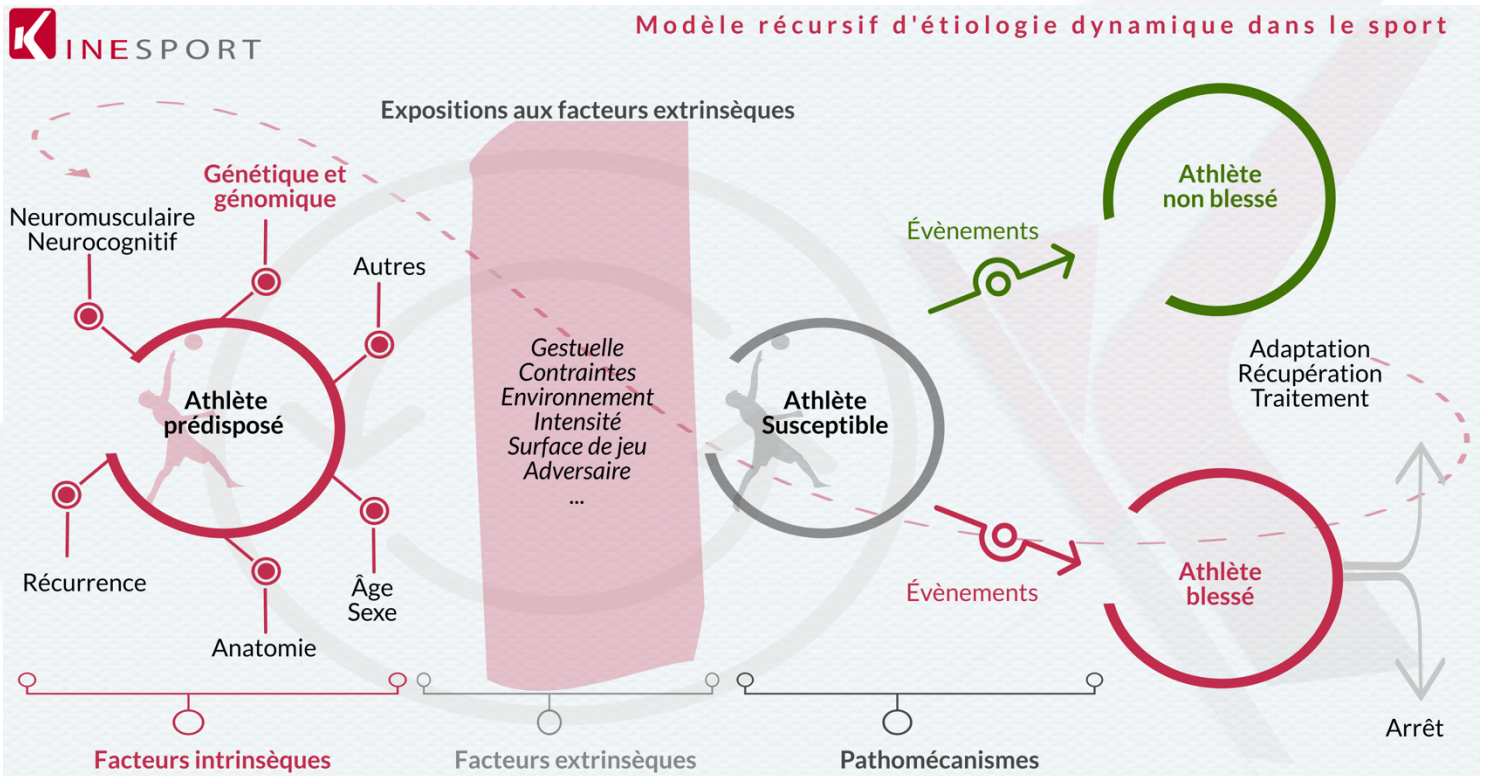 KINESPORT
Modèle récursif d'étiologie dynamique dans le sport
Expositions aux facteurs extrinsèques
Génétique et
génomique
Neuromusculaire
Neurocognitif
Autres
Athlète
prédisposé
Récurrence
Anatomie
Âge
Sexe
Gestuelle
Contraintes
Environnement
Intensité
Surface de jeu
Adversaire
...
Athlète
Susceptible
Évènements
Athlète
non blessé
Adaptation
Récupération
Traitement
Évènements
Athlète
blessé
Arrêt
Facteurs intrinsèques
Facteurs extrinsèques
Pathomécanismes